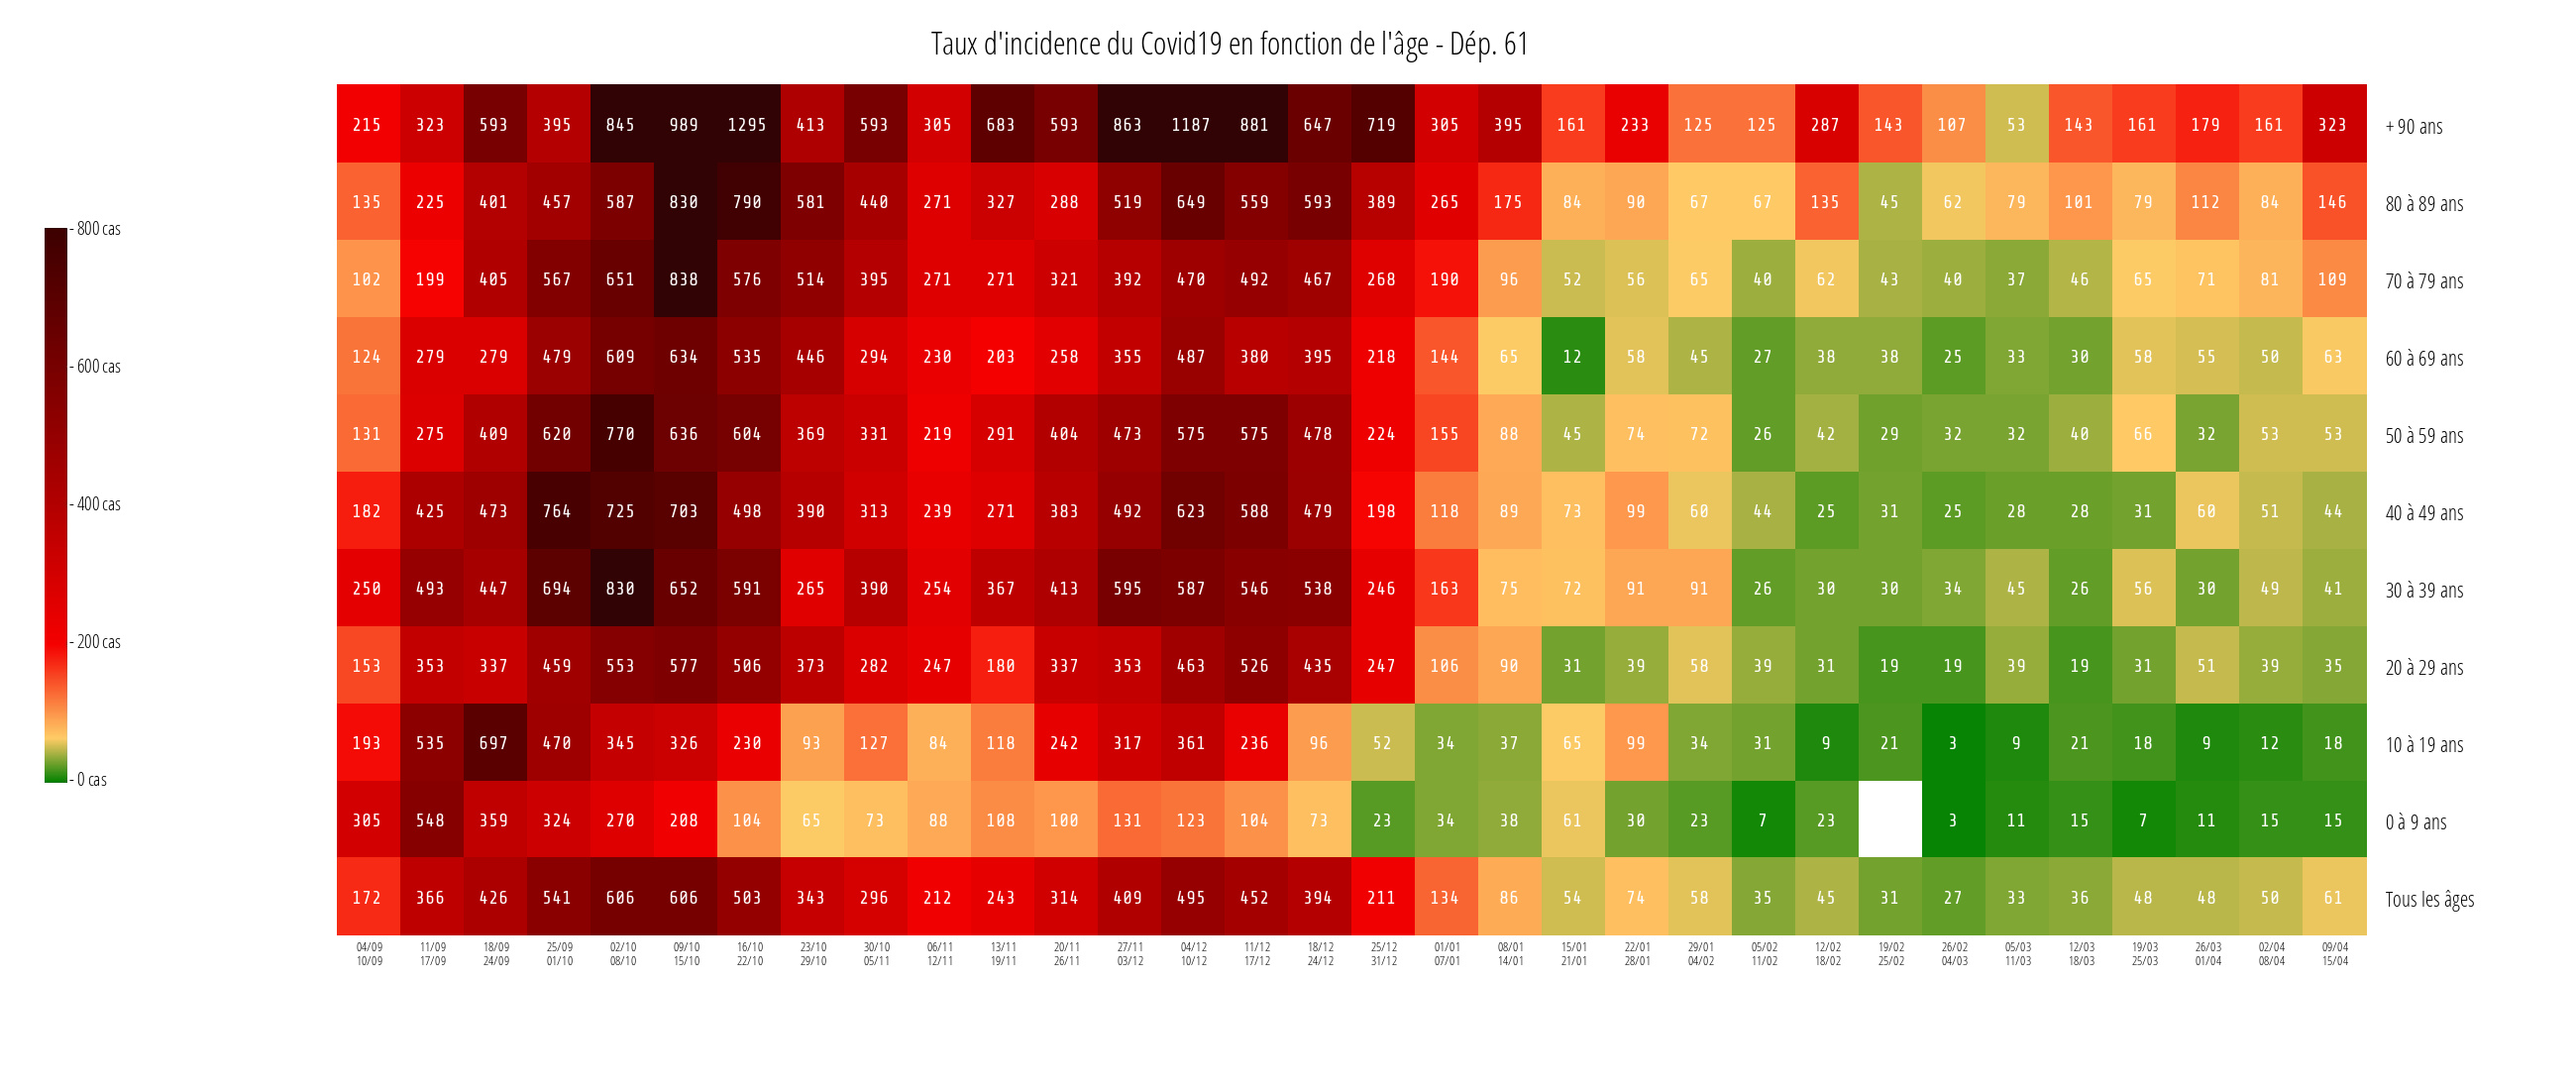 Taux d'incidence du Covid19 en fonction de l'âge - Dép. 61
- 800 cas
- 600 cas
- 400 cas
- 200 cas
- 0 cas
215 323 593 395 845 989 1295 413 593 305 683 593 863 1187 881 647 719 305 395 161 233 125 125 287 143 107 53 143 161 179 161 323 + 90 ans
135 225 401 457 587 830 790 581 440 271 327 288 519 649 559 593 389 265 175 84 90 67 67 135 45 62 79 101 79 112 84 146 80 à 89 ans
102 199 405 567 651 838 576 514 395 271 271 321 392 470 492 467 268 190 96 52 56 65 40 62 43 40 37 46 65 71 81 109 70 à 79 ans
124 279 279 479 609 634 535 446 294 230 203 258 355 487 380 395 218 144 65 12 58 45 27 38 38 25 33 30 58 55 50 63 60 à 69 ans
131 275 409 620 770 636 604 369 331 219 291 404 473 575 575 478 224 155 88 45 74 72 26 42 29 32 32 40 66 32 53 53 50 à 59 ans
182 425 473 764 725 703 498 390 313 239 271 383 492 623 588 479 198 118 89 73 99 60 44 25 31 25 28 28 31 60 51 44 40 à 49 ans
250 493 447 694 830 652 591 265 390 254 367 413 595 587 546 538 246 163 75 72 91 91 26 30 30 34 45 26 56 30 49 41 30 à 39 ans
153 353 337 459 553 577 506 373 282 247 180 337 353 463 526 435 247 106 90 31 39 58 39 31 19 19 39 19 31 51 39 35 20 à 29 ans
193 535 697 470 345 326 230 93 127 84 118 242 317 361 236 96 52 34 37 65 99 34 31 9 21 3 9 21 18 9 12 18 10 à 19 ans
305 548 359 324 270 208 104 65 73 88 108 100 131 123 104 73 23 34 38 61 30 23 7 23 3 11 15 7 11 15 15 0 à 9 ans
172 366 426 541 606 606 503 343 296 212 243 314 409 495 452 394 211 134 86 54 74 58 35 45 31 27 33 36 48 48 50 61 Tous les âges
04/09 11/09 18/09 25/09 02/10 09/10 16/10 23/10 30/10 06/11 13/11 20/11 27/11 04/12 11/12 18/12 25/12 01/01 08/01 15/01 22/01 29/01 05/02 12/02 19/02 26/02 05/03 12/03 19/03 26/03 02/04 09/04
10/09 17/09 24/09 01/10 08/10 15/10 22/10 29/10 05/11 12/11 19/11 26/11 03/12 10/12 17/12 24/12 31/12 07/01 14/01 21/01 28/01 04/02 11/02 18/02 25/02 04/03 11/03 18/03 25/03 01/04 08/04 15/04